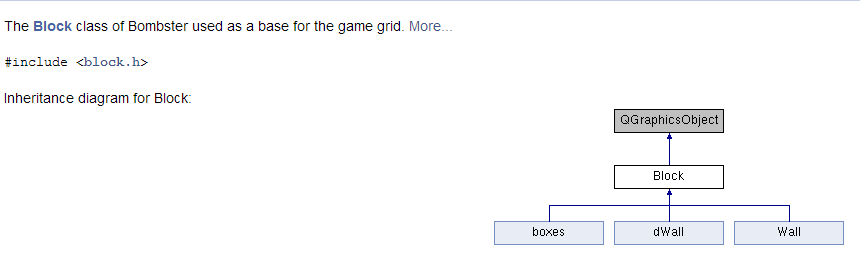 The Block class of Bombster used as a base for the game grid. More...
#include <block.h>
Inheritance diagram for Block:
QGraphicsObject
Block
boxes dWall Wall